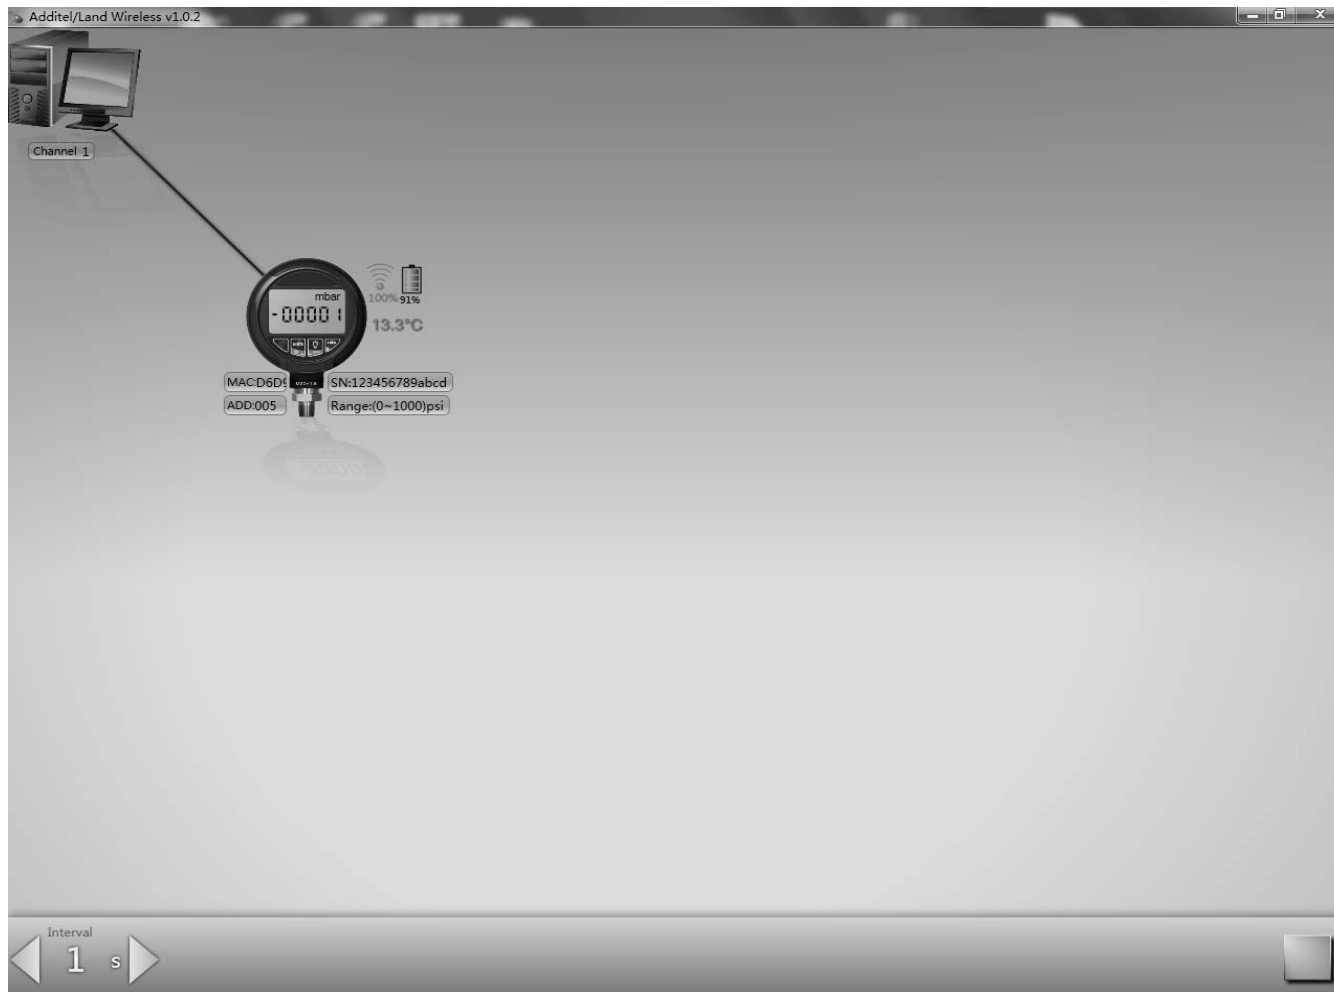 Additel/Land Wireless v1.0.2
Channel 1
mbar
-00001
100%
91%
13.3°C
MAC:D6D9
SN:123456789abcd
ADD:005
Range:(0~1000)psi
Interval
1 s